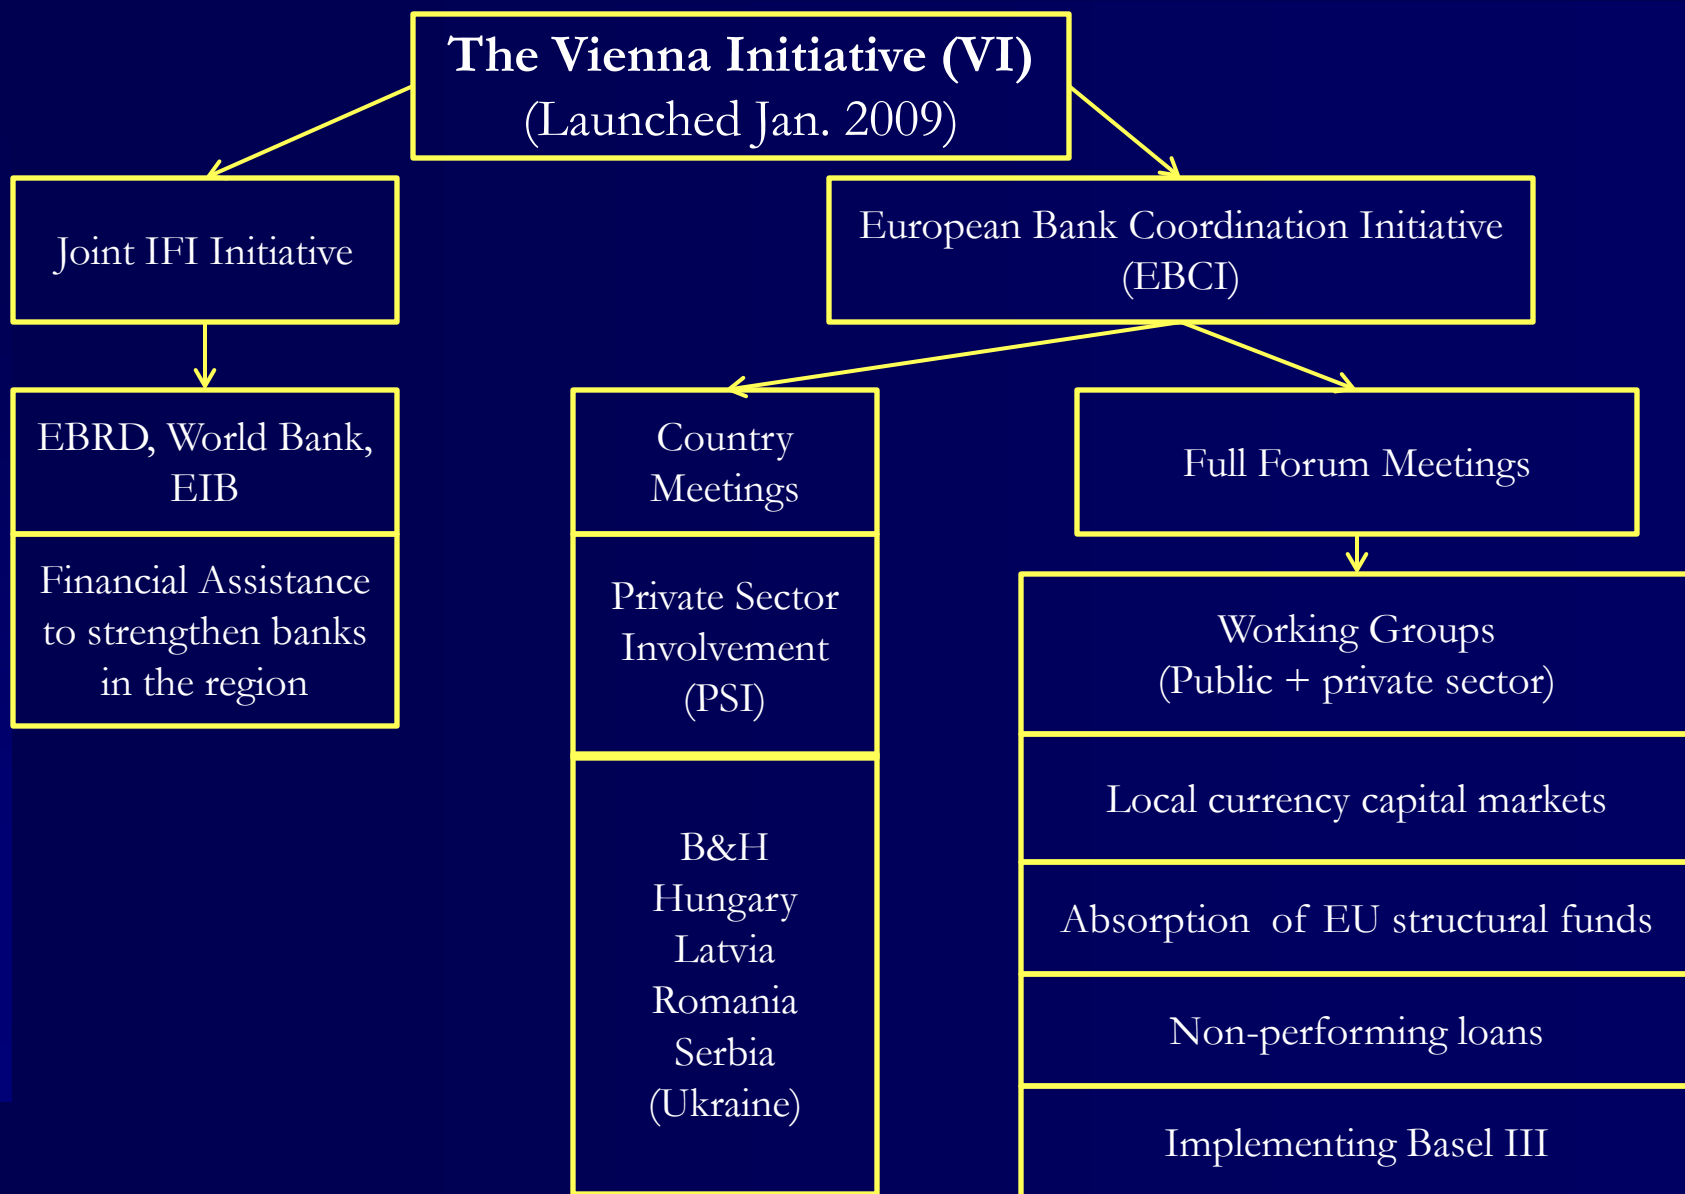 The Vienna Initiative (VI)
(Launched Jan. 2009)
Joint IFI Initiative
European Bank Coordination Initiative
(EBCI)
EBRD, World Bank,
EIB
Financial Assistance
to strengthen banks
in the region
Country
Meetings
Private Sector
Involvement
(PSI)
B&H
Hungary
Latvia
Romania
Serbia
(Ukraine)
Full Forum Meetings
Working Groups
(Public + private sector)
Local currency capital markets
Absorption of EU structural funds
Non-performing loans
Implementing Basel III